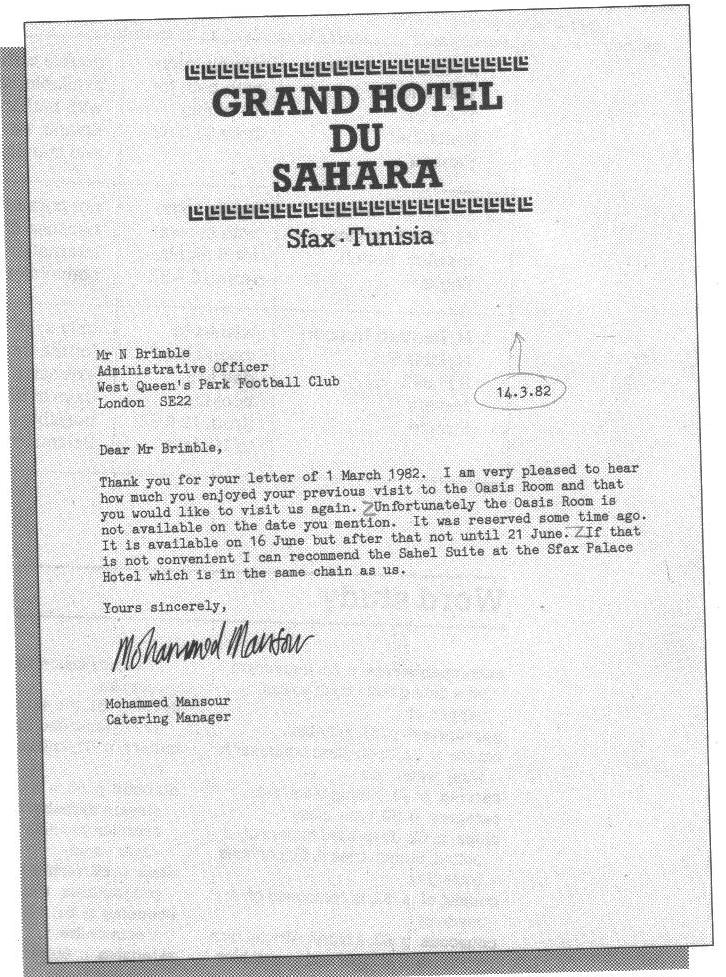 GRAND HOTEL
DU
SAHARA
Sfax · Tunisia
Mr N Brimble
Administrative Officer
West Queen's Park Football Club
London SE22
14.3.82
Dear Mr Brimble,
Thank you for your letter of 1 March 1982. I am very pleased to hear
how much you enjoyed your previous visit to the Oasis Room and that
you would like to visit us again. Unfortunately the Oasis Room is
not available on the date you mention. It was reserved some time ago.
It is available on 16 June but after that not until 21 June. If that
is not convenient I can recommend the Sahel Suite at the Sfax Palace
Hotel which is in the same chain as us.
Yours sincerely,
Mohammed Mansour
Mohammed Mansour
Catering Manager
Word study